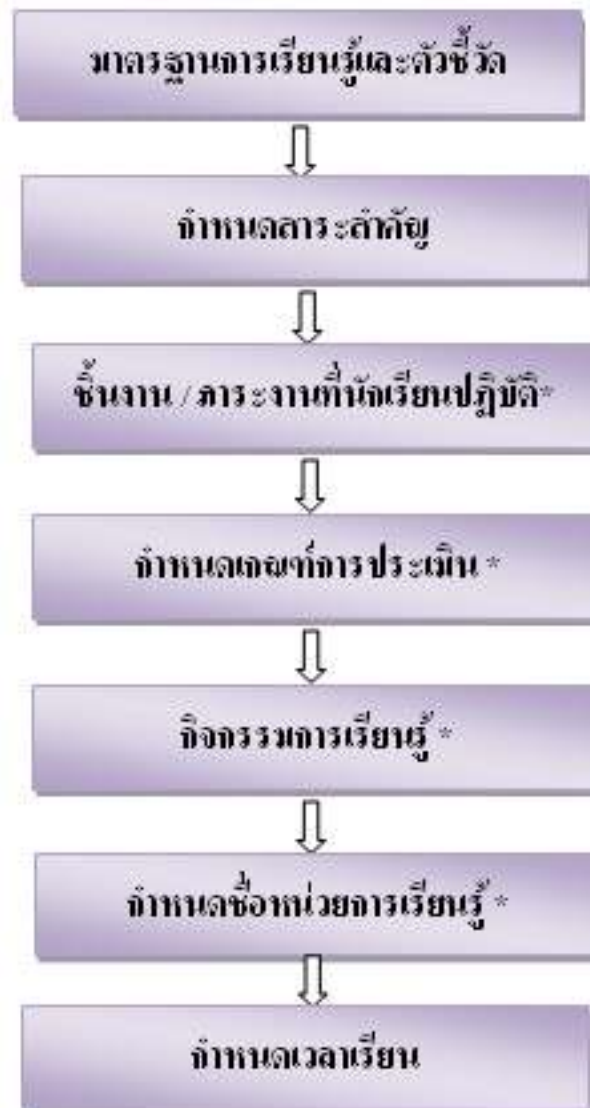 มาตรฐานการเรียนรู้และตัวชี้วัด
กำหนดสาระสำคัญ
ชิ้นงาน / ภาระงานที่นักเรียนปฏิบัติ*
กำหนดเกณฑ์การประเมิน *
กิจกรรมการเรียนรู้ *
กำหนดชื่อหน่วยการเรียนรู้ *
กำหนดเวลาเรียน